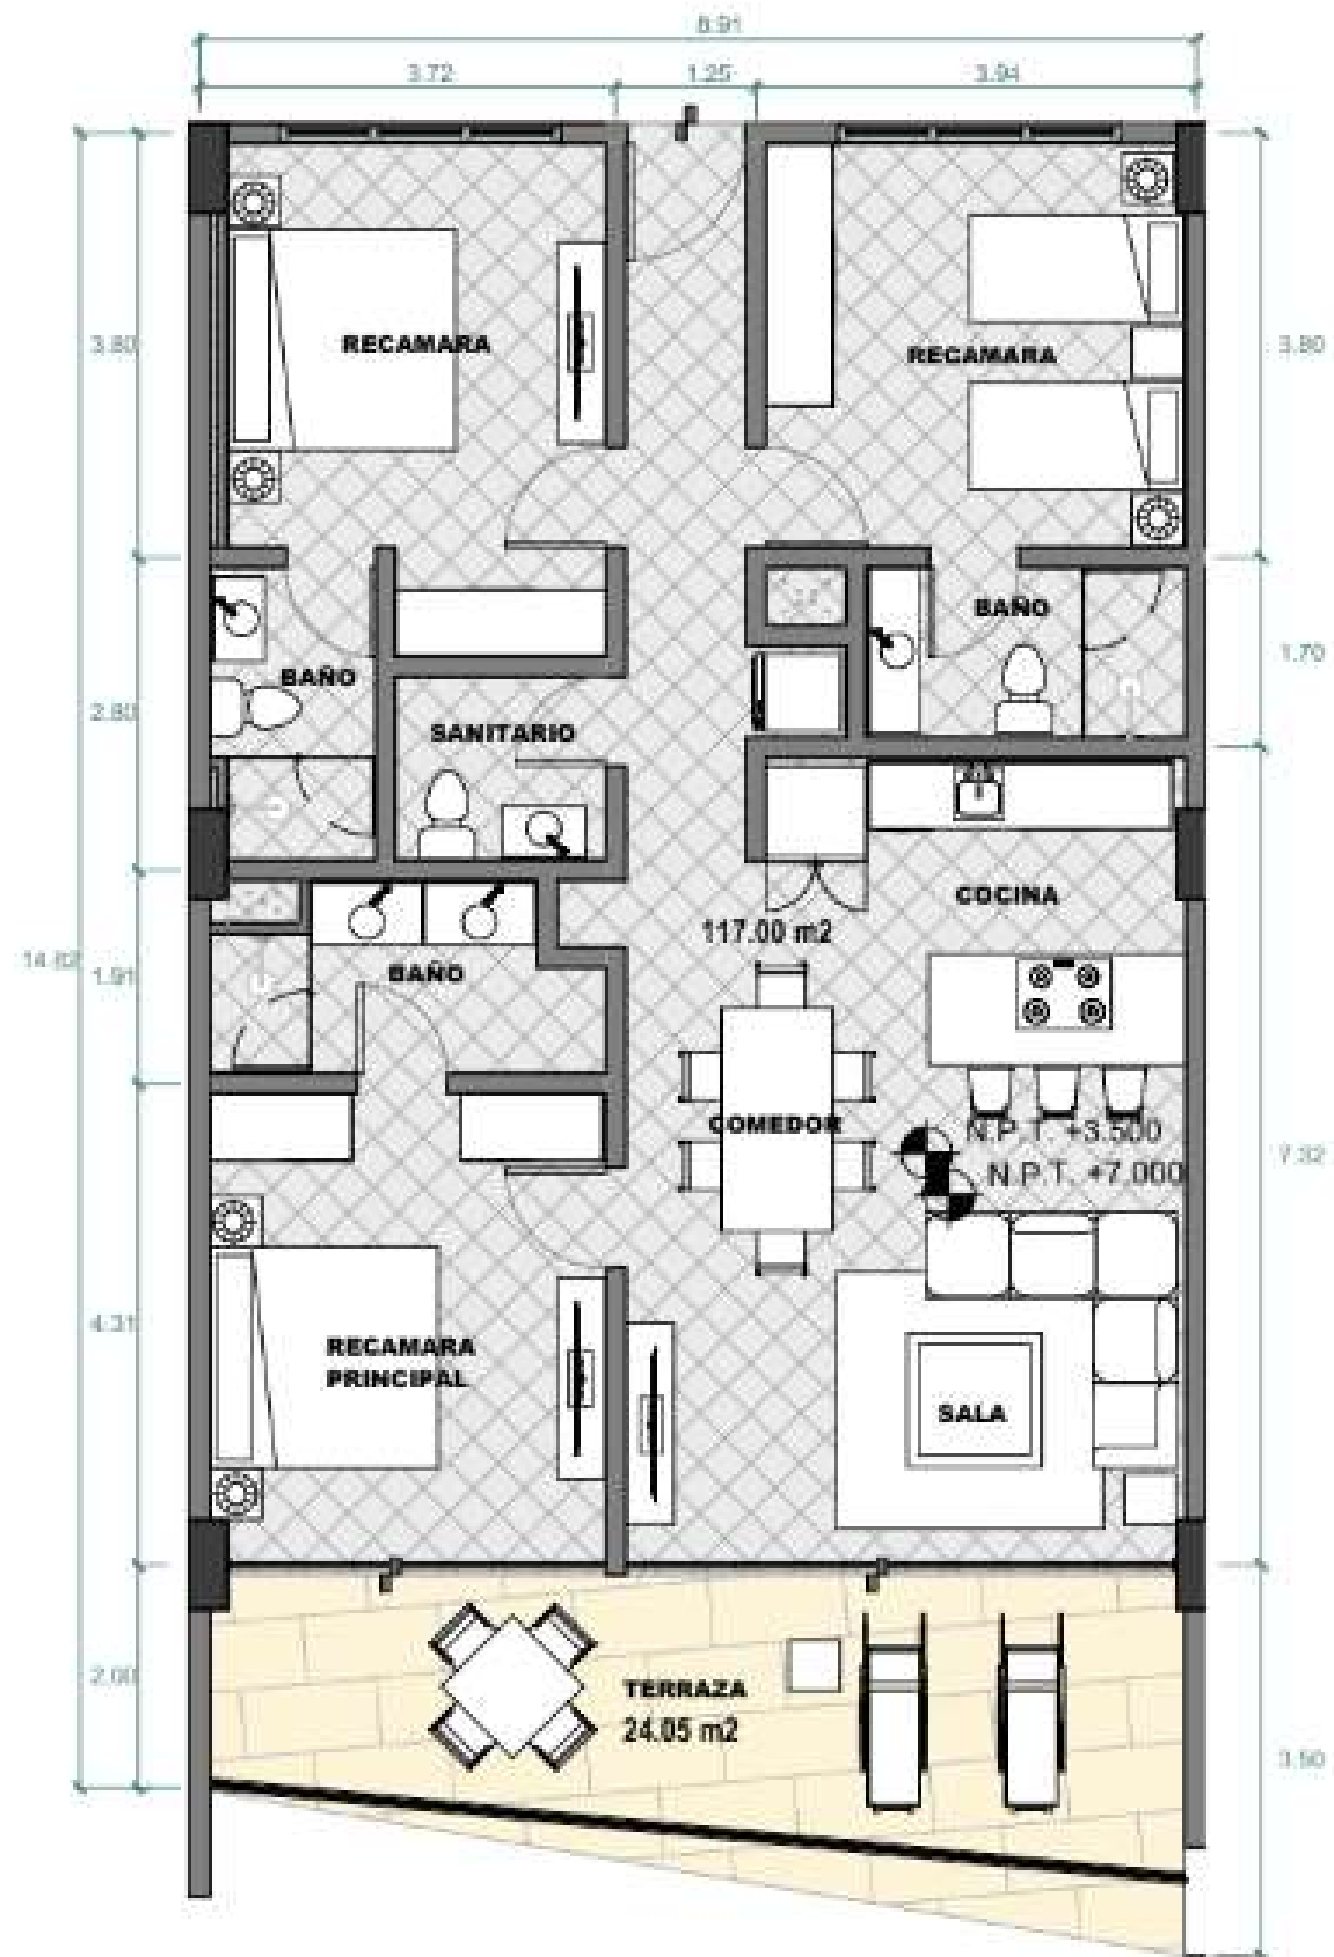 8.91
3.72 1.25 3.94
RECAMARA
RECAMARA
3.80
3.80
BAÑO
BAÑO
1.70
2.80
SANITARIO
COCINA
117.00 m2
BAÑO
14.82 1.91
COMEDOR
N.P.T. +3.500
N.P.T. +7.000
7.32
4.31
RECAMARA
PRINCIPAL
SALA
2.00
TERRAZA
24.05 m2
3.50